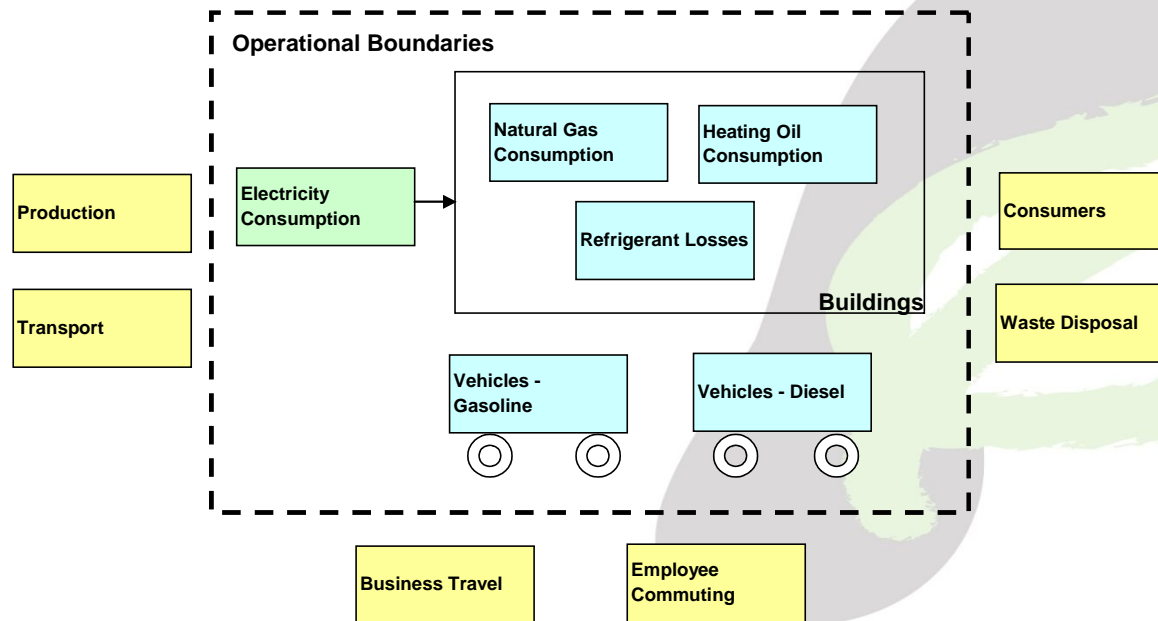 Operational Boundaries
Natural Gas
Consumption
Heating Oil
Consumption
Electricity
Consumption
Refrigerant Losses
Buildings
Production
Transport
Consumers
Waste Disposal
Vehicles -
Gasoline
Vehicles - Diesel
Business Travel
Employee
Commuting